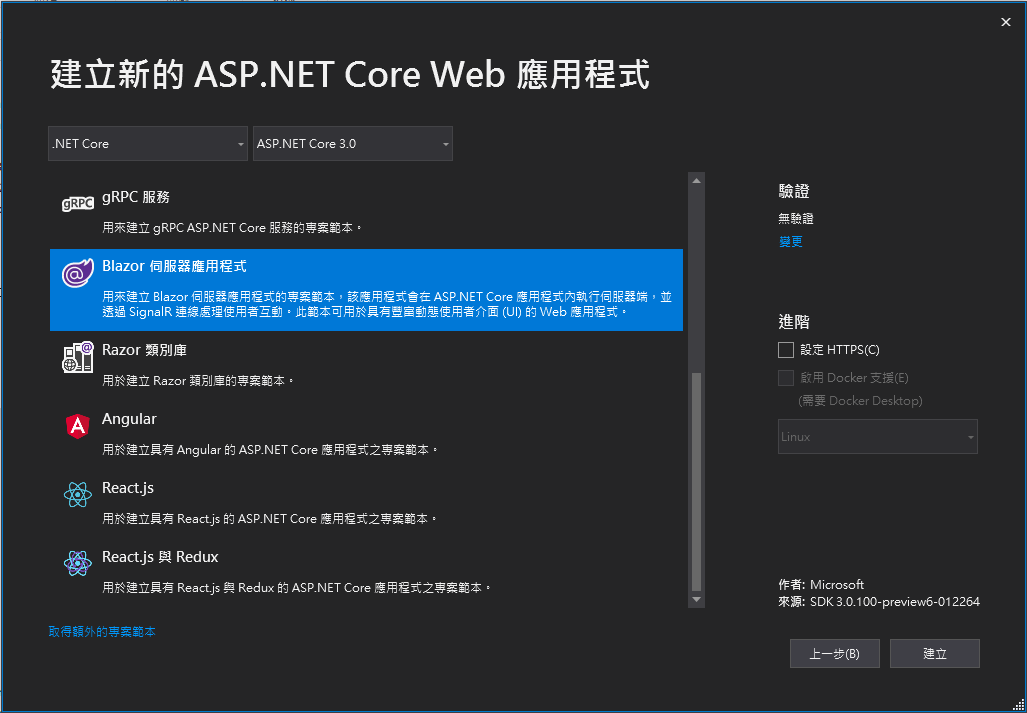 建立新的 ASP.NET Core Web 應用程式
.NET Core
ASP.NET Core 3.0
gRPC
gRPC 服務
用來建立 gRPC ASP.NET Core 服務的專案範本。
Blazor 伺服器應用程式
用來建立 Blazor 伺服器應用程式的專案範本，該應用程式會在 ASP.NET Core 應用程式內執行伺服器端，並
透過 SignalR 連線處理使用者互動。此範本可用於具有豐富動態使用者介面 (UI) 的 Web 應用程式。
Razor 類別庫
用於建立 Razor 類別庫的專案範本。
Angular
用於建立具有 Angular 的 ASP.NET Core 應用程式之專案範本。
React.js
用於建立具有 React.js 的 ASP.NET Core 應用程式之專案範本。
React.js 與 Redux
用於建立具有 React.js 與 Redux 的 ASP.NET Core 應用程式之專案範本。
取得額外的專案範本
驗證
無驗證
變更
進階
設定 HTTPS(C)
啟用 Docker 支援(E)
(需要 Docker Desktop)
Linux
作者: Microsoft
來源: SDK 3.0.100-preview6-012264
上一步(B)
建立